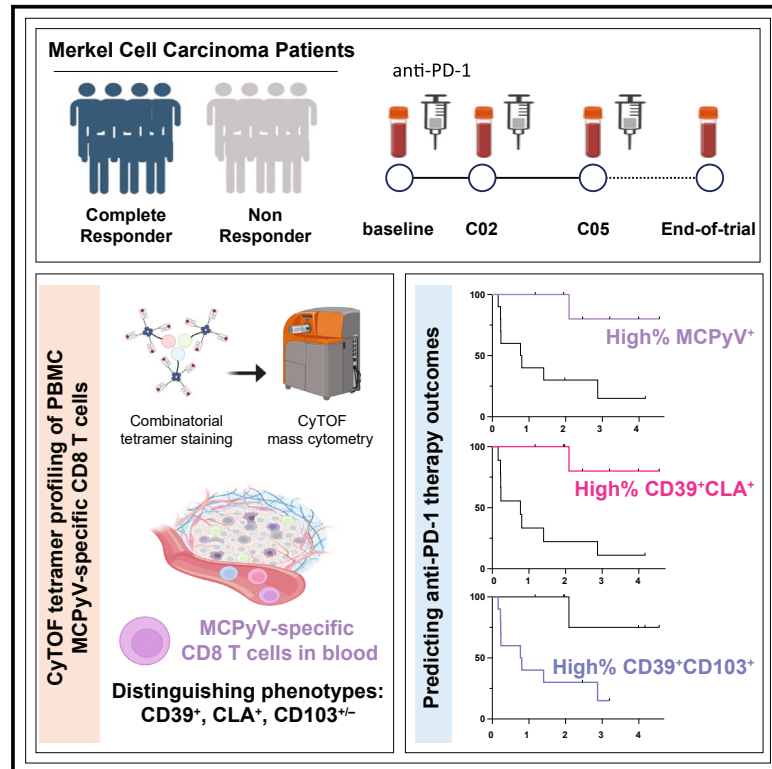 Merkel Cell Carcinoma Patients
anti-PD-1
Complete
Responder
Non
Responder
baseline
C02
C05
End-of-trial
CyTOF tetramer profiling of PBMC
MCPyV-specific CD8 T cells
Combinatorial
tetramer staining
CyTOF
mass cytometry
MCPyV-specific
CD8 T cells in blood
Distinguishing phenotypes:
CD39⁺, CLA⁺, CD103⁺/⁻
Predicting anti-PD-1 therapy outcomes
100
50
0
0 1 2 3 4
High% MCPyV⁺
100
50
0
0 1 2 3 4
High% CD39⁺CLA⁺
100
50
0
0 1 2 3 4
High% CD39⁺CD103⁺